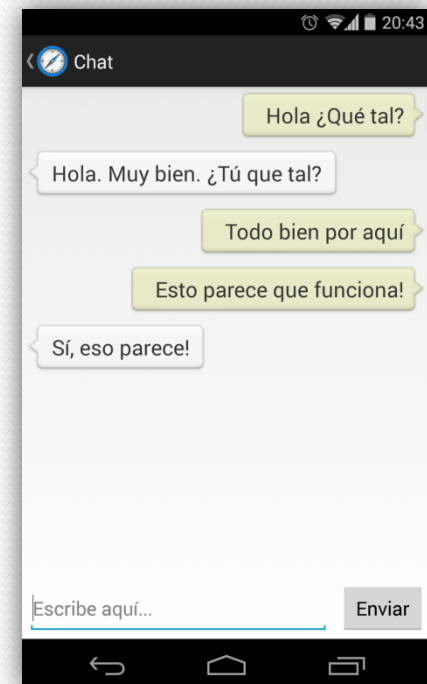 20:43
Chat
Hola ¿Qué tal?
Hola. Muy bien. ¿Tú que tal?
Todo bien por aquí
Esto parece que funciona!
Sí, eso parece!
Escribe aquí...
Enviar